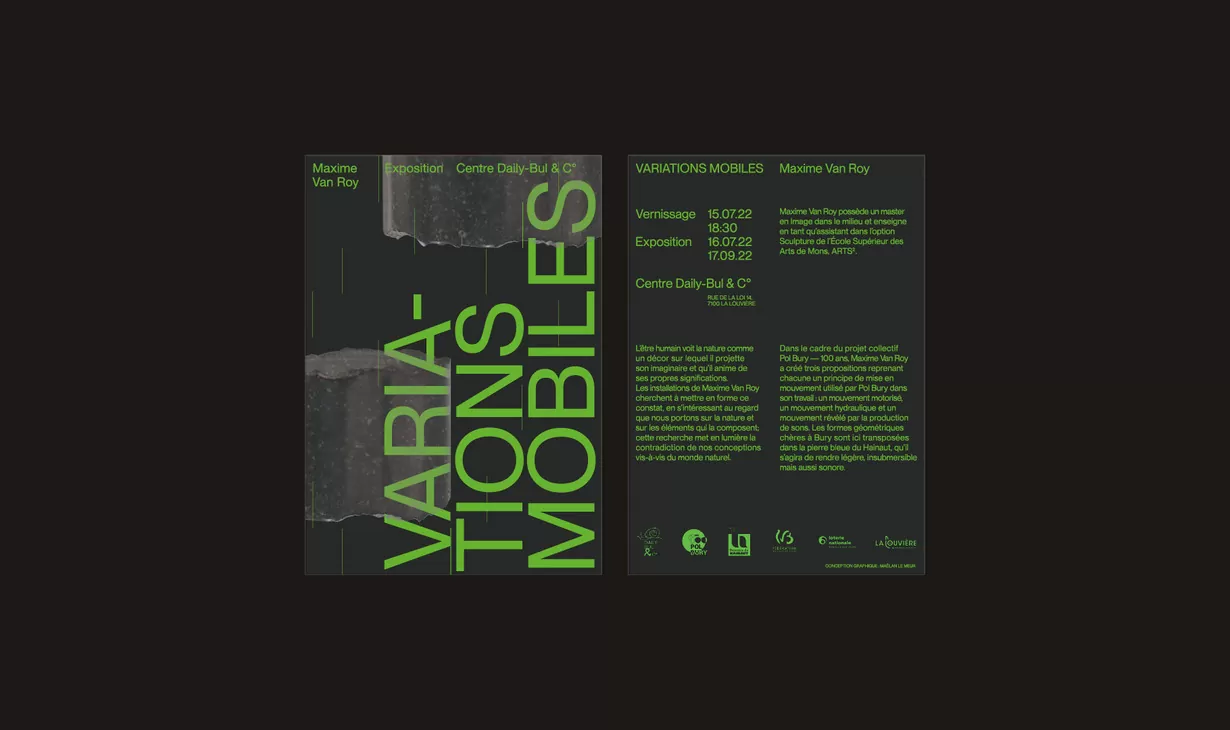 Maxime
Van Roy
Exposition
Centre Daily-Bul & C°
VARIA-
TIONS
MOBILES
VARIATIONS MOBILES
Maxime Van Roy
Vernissage 15.07.22
18:30
Exposition 16.07.22
17.09.22
Centre Daily-Bul & C°
RUE DE LA LOI 14,
7100 LA LOUVIÈRE
Maxime Van Roy possède un master
en Image dans le milieu et enseigne
en tant qu'assistant dans l'option
Sculpture de l'École Supérieur des
Arts de Mons, ARTS².
L'être humain voit la nature comme
un décor sur lequel il projette
son imaginaire et qu'il anime de
ses propres significations.
Les installations de Maxime Van Roy
cherchent à mettre en forme ce
constat, en s'intéressant au regard
que nous portons sur la nature et
sur les éléments qui la composent;
cette recherche met en lumière la
contradiction de nos conceptions
vis-à-vis du monde naturel.
Dans le cadre du projet collectif
Pol Bury — 100 ans, Maxime Van Roy
a créé trois propositions reprenant
chacune un principe de mise en
mouvement utilisé par Pol Bury dans
son travail : un mouvement motorisé,
un mouvement hydraulique et un
mouvement révélé par la production
de sons. Les formes géométriques
chères à Bury sont ici transposées
dans la pierre bleue du Hainaut, qu'il
s'agira de rendre légère, insubmersible
mais aussi sonore.
POL
BURY
loterie
nationale
LA LOUVIÈRE
CONCEPTION GRAPHIQUE : MAËLAN LE MEUR